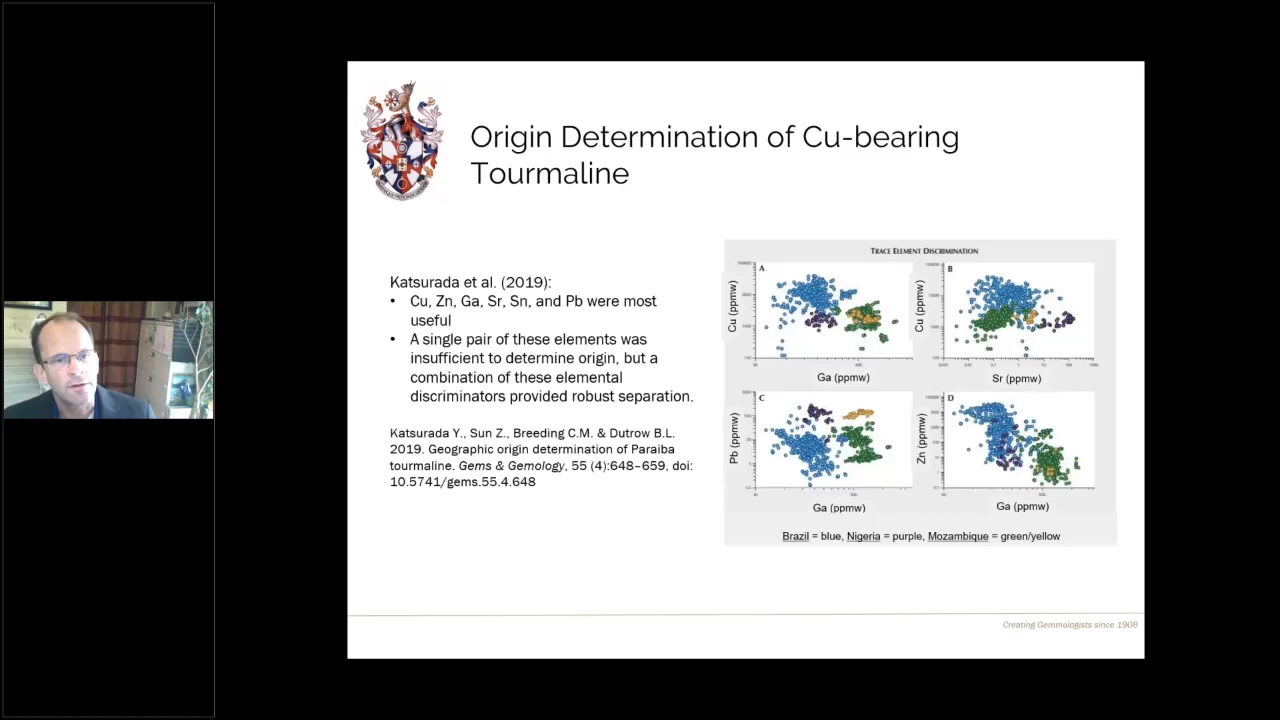 Origin Determination of Cu-bearing
Tourmaline
Katsurada et al. (2019):
• Cu, Zn, Ga, Sr, Sn, and Pb were most
useful
• A single pair of these elements was
insufficient to determine origin, but a
combination of these elemental
discriminators provided robust separation.
Katsurada Y., Sun Z., Breeding C.M. & Dutrow B.L.
2019. Geographic origin determination of Paraiba
tourmaline. Gems & Gemology, 55 (4):648–659, doi:
10.5741/gems.55.4.648
TRACE ELEMENT DISCRIMINATION
A
Cu (ppmw)
Ga (ppmw)
B
Cu (ppmw)
Sr (ppmw)
C
Pb (ppmw)
Ga (ppmw)
D
Zn (ppmw)
Ga (ppmw)
Brazil = blue, Nigeria = purple, Mozambique = green/yellow
Creating Gemmologists since 1908